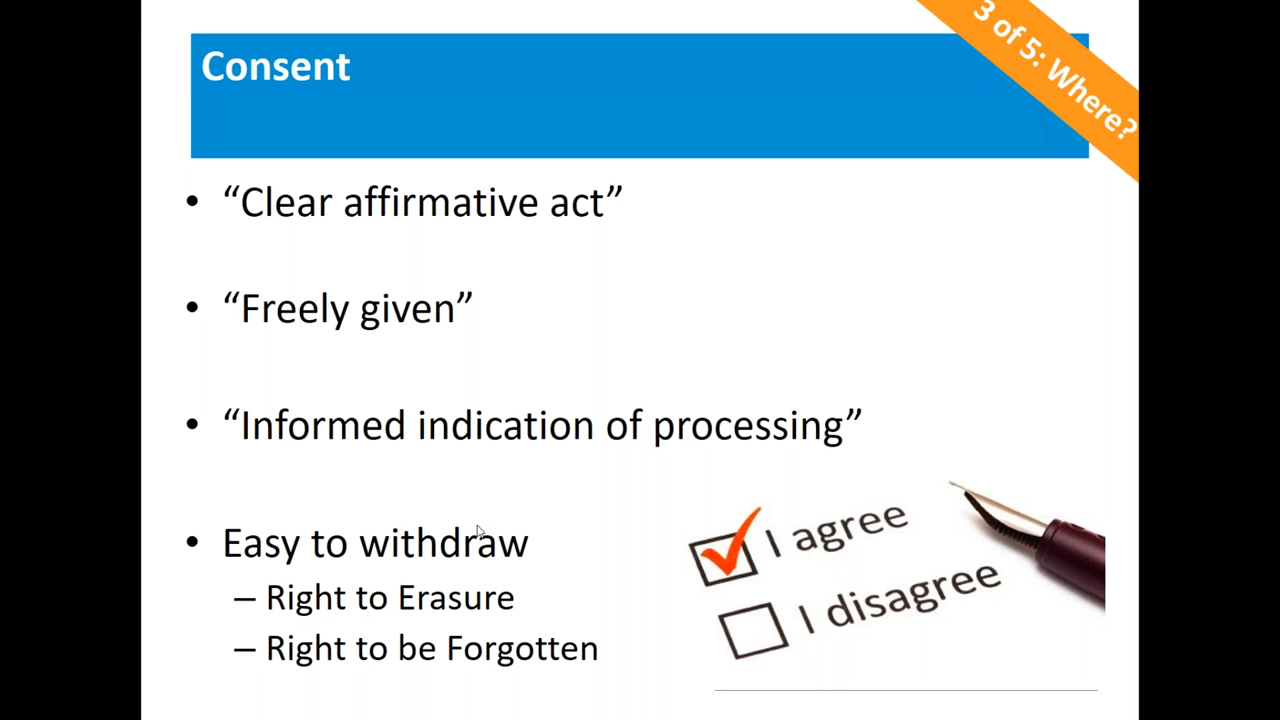 Consent
3 of 5: Where?
• “Clear affirmative act”
• “Freely given”
• “Informed indication of processing”
• Easy to withdraw
– Right to Erasure
– Right to be Forgotten
I agree
I disagree